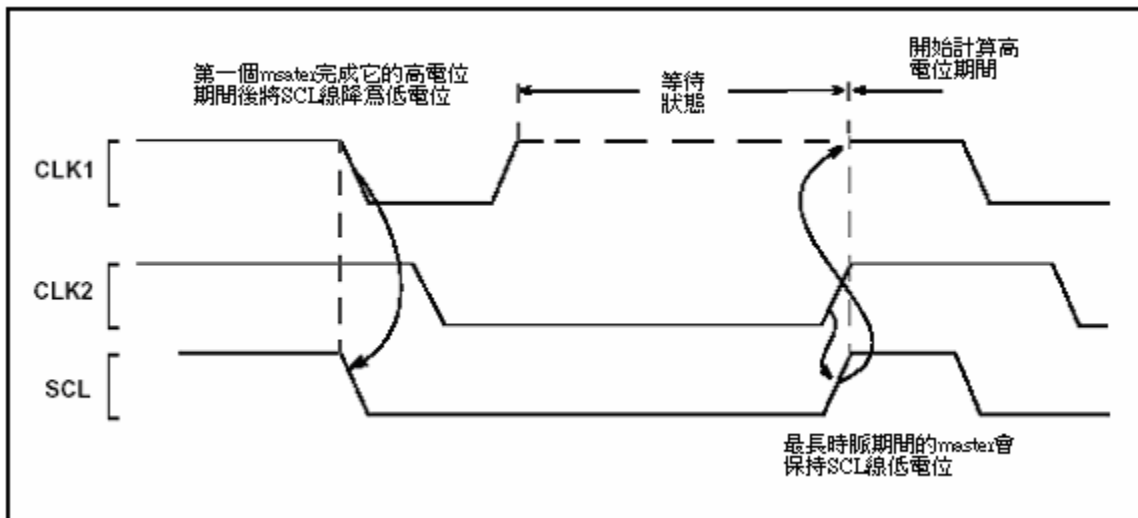 第一個msater完成它的高電位
期間後將SCL線降為低電位
等待
狀態
開始計算高
電位期間
CLK1
CLK2
SCL
最長時脈期間的master會
保持SCL線低電位